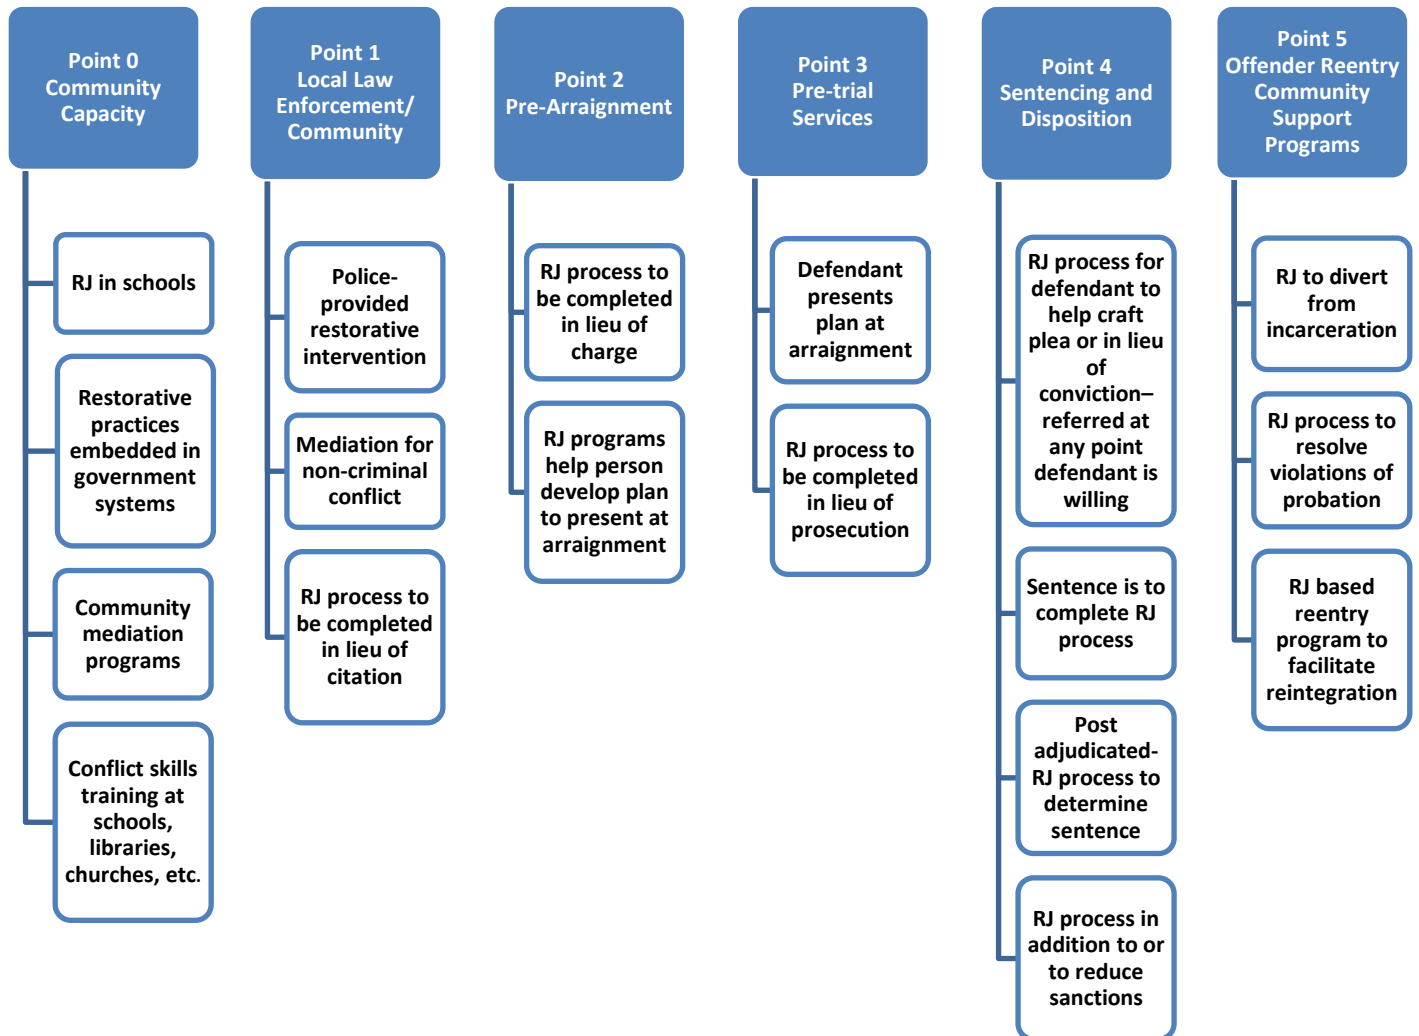 Point 0
Community
Capacity
RJ in schools
Restorative
practices
embedded in
government
systems
Community
mediation
programs
Conflict skills
training at
schools,
libraries,
churches, etc.
Point 1
Local Law
Enforcement/
Community
Police-
provided
restorative
intervention
Mediation for
non-criminal
conflict
RJ process to
be completed
in lieu of
citation
Point 2
Pre-Arraignment
RJ process to
be completed
in lieu of
charge
RJ programs
help person
develop plan
to present at
arraignment
Point 3
Pre-trial
Services
Defendant
presents
plan at
arraignment
RJ process to
be completed
in lieu of
prosecution
Point 4
Sentencing and
Disposition
RJ process for
defendant to
help craft
plea or in lieu
of
conviction–
referred at
any point
defendant is
willing
Sentence is to
complete RJ
process
Post
adjudicated-
RJ process to
determine
sentence
RJ process in
addition to or
to reduce
sanctions
Point 5
Offender Reentry
Community
Support
Programs
RJ to divert
from
incarceration
RJ process to
resolve
violations of
probation
RJ based
reentry
program to
facilitate
reintegration